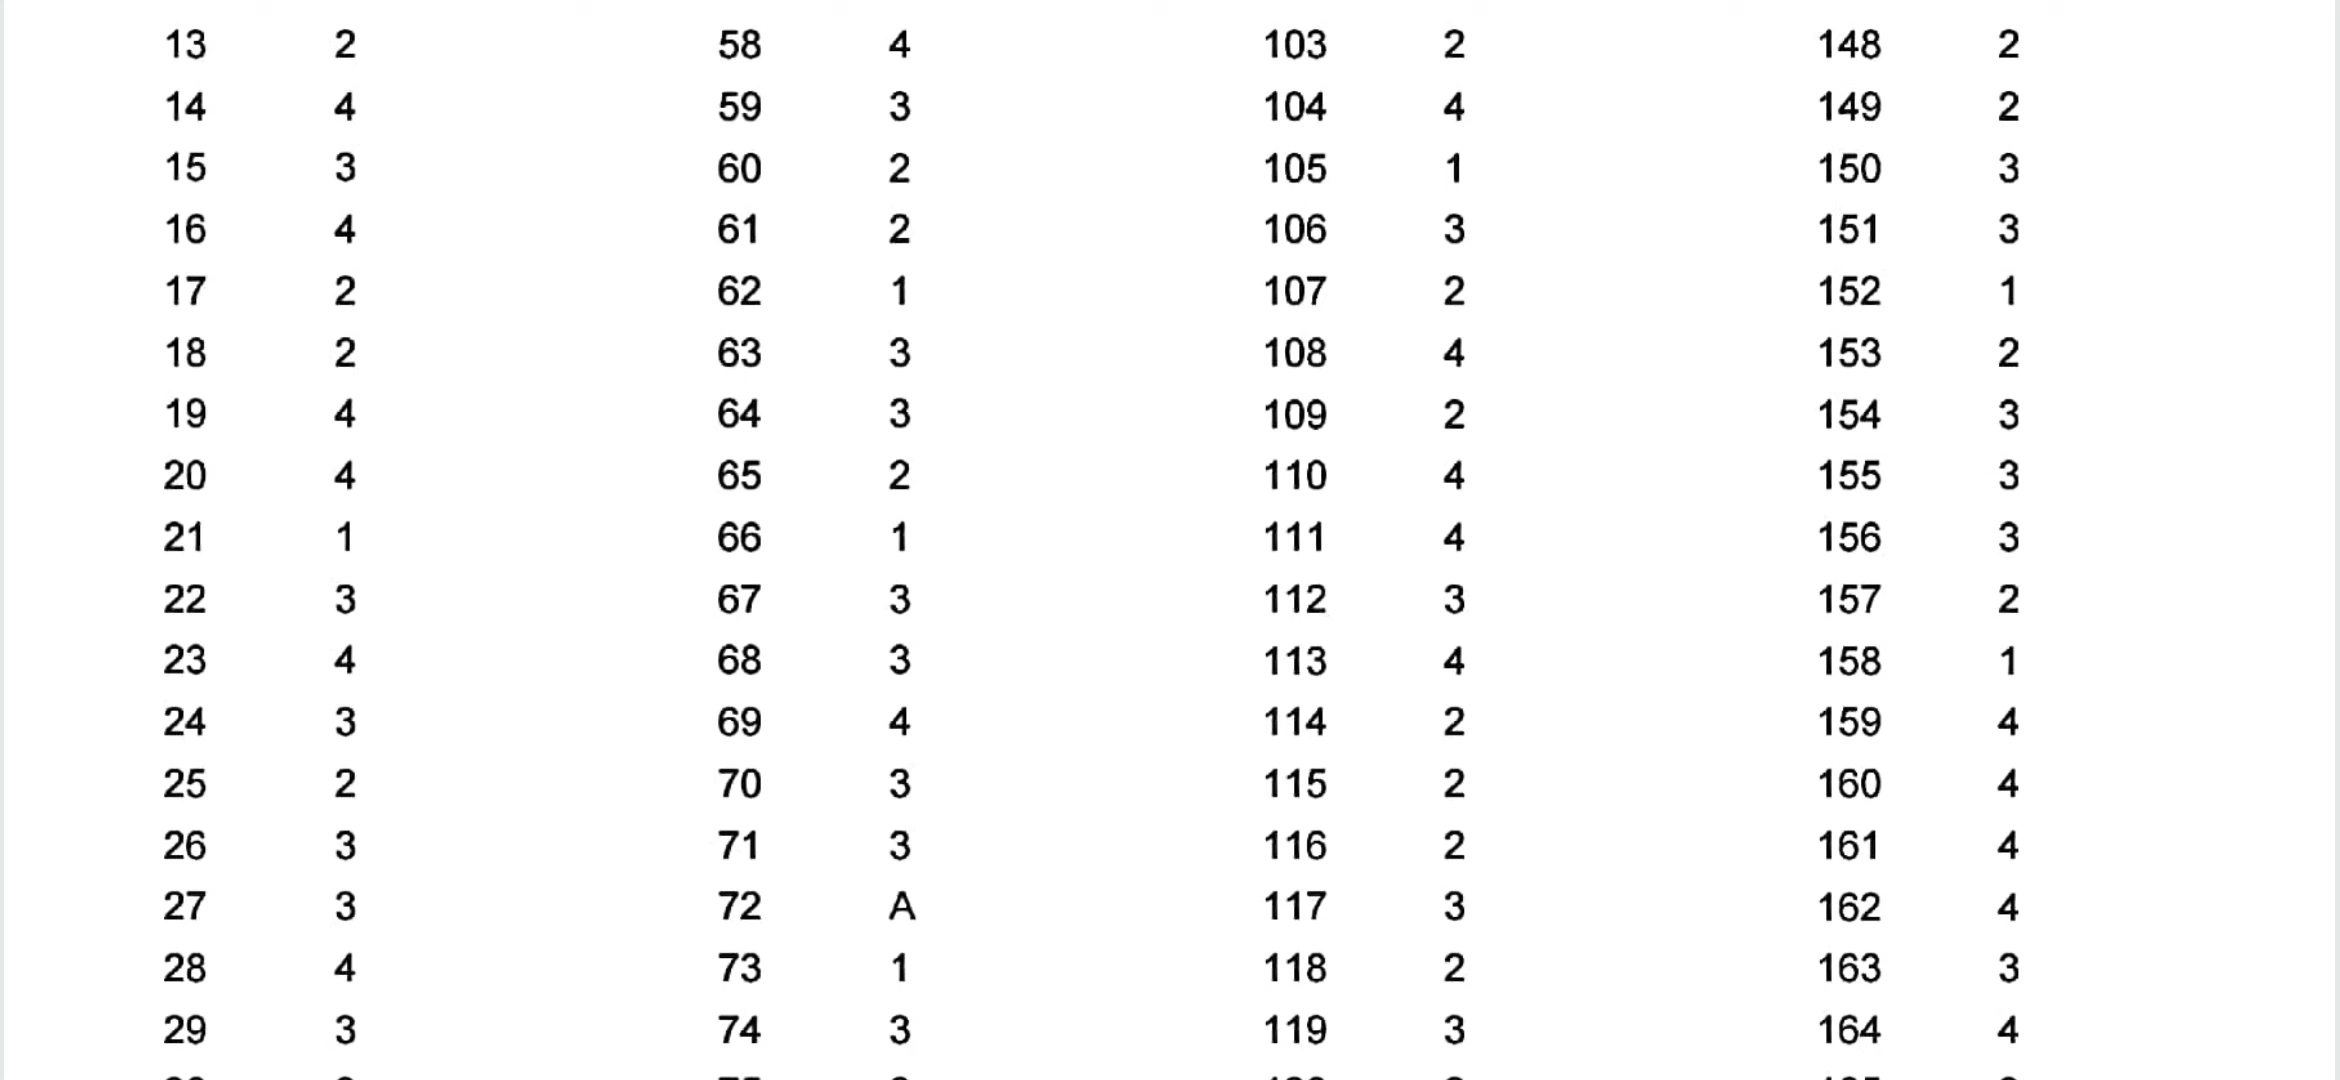 13 2 58 4 103 2 148 2
14 4 59 3 104 4 149 2
15 3 60 2 105 1 150 3
16 4 61 2 106 3 151 3
17 2 62 1 107 2 152 1
18 2 63 3 108 4 153 2
19 4 64 3 109 2 154 3
20 4 65 2 110 4 155 3
21 1 66 1 111 4 156 3
22 3 67 3 112 3 157 2
23 4 68 3 113 4 158 1
24 3 69 4 114 2 159 4
25 2 70 3 115 2 160 4
26 3 71 3 116 2 161 4
27 3 72 A 117 3 162 4
28 4 73 1 118 2 163 3
29 3 74 3 119 3 164 4